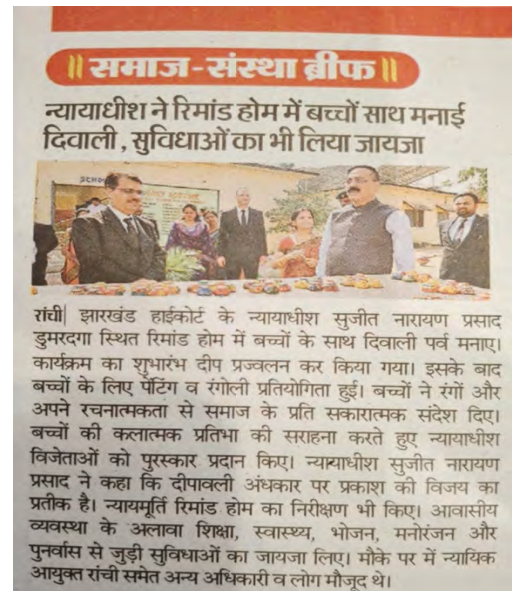 ॥ समाज-संस्था ब्रीफ ॥
न्यायाधीश ने रिमांड होम में बच्चों साथ मनाई
दिवाली, सुविधाओं का भी लिया जायजा
रांची| झारखंड हाईकोर्ट के न्यायाधीश सुजीत नारायण प्रसाद
डुमरदगा स्थित रिमांड होम में बच्चों के साथ दिवाली पर्व मनाए।
कार्यक्रम का शुभारंभ दीप प्रज्वलन कर किया गया। इसके बाद
बच्चों के लिए पेंटिंग व रंगोली प्रतियोगिता हुई। बच्चों ने रंगों और
अपने रचनात्मकता से समाज के प्रति सकारात्मक संदेश दिए।
बच्चों की कलात्मक प्रतिभा की सराहना करते हुए न्यायाधीश
विजेताओं को पुरस्कार प्रदान किए। न्यायाधीश सुजीत नारायण
प्रसाद ने कहा कि दीपावली अंधकार पर प्रकाश की विजय का
प्रतीक है। न्यायमूर्ति रिमांड होम का निरीक्षण भी किए। आवासीय
व्यवस्था के अलावा शिक्षा, स्वास्थ्य, भोजन, मनोरंजन और
पुनर्वास से जुड़ी सुविधाओं का जायजा लिए। मौके पर में न्यायिक
आयुक्त रांची समेत अन्य अधिकारी व लोग मौजूद थे।